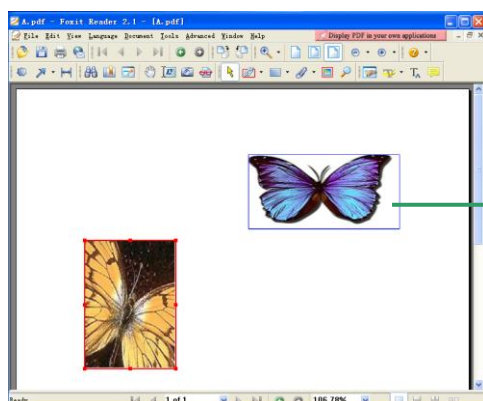 A.pdf - Foxit Reader 2.1 - [A.pdf]
File Edit View Language Document Tools Advanced Window Help
Display PDF in your own applications
Ready
1 of 1
106.78%